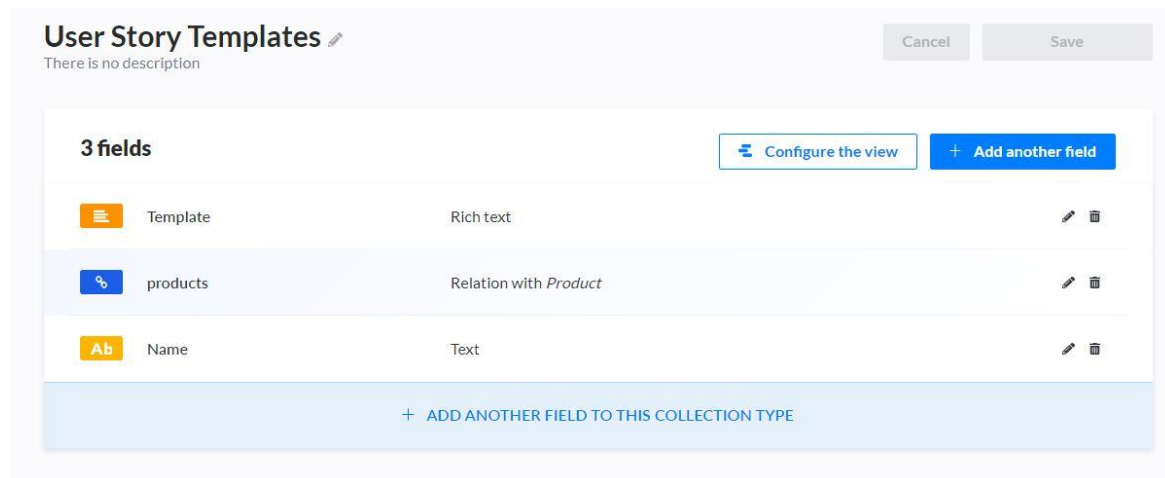 User Story Templates
Cancel
Save
There is no description
3 fields
Configure the view
+ Add another field
Template
Rich text
products
Relation with Product
Ab
Name
Text
+ ADD ANOTHER FIELD TO THIS COLLECTION TYPE